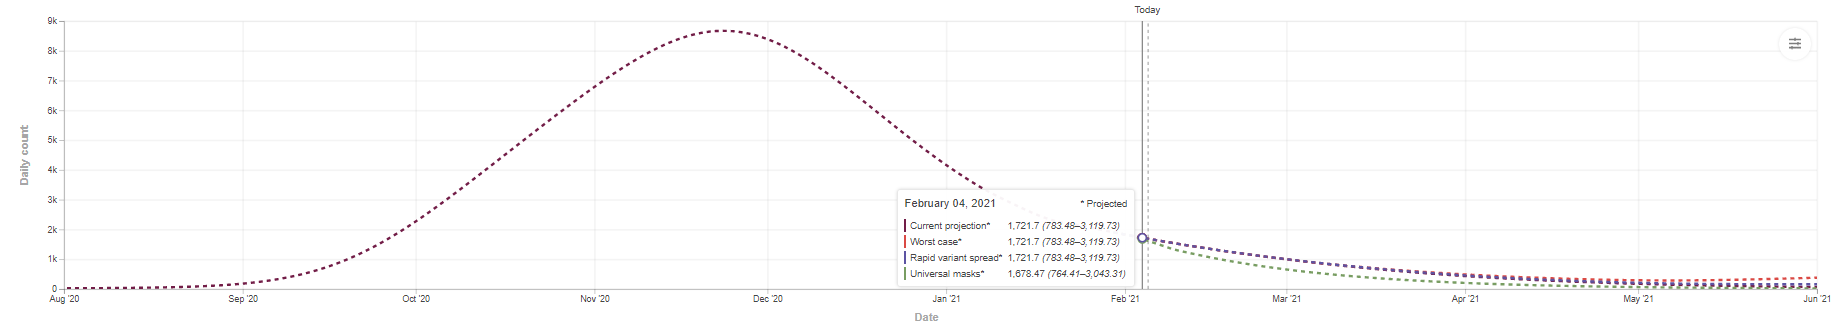 Today
9k
8k
7k
6k
5k
4k
3k
2k
1k
0
Daily count
February 04, 2021 * Projected
Current projection* 1,721.7 (783.48–3,119.73)
Worst case* 1,721.7 (783.48–3,119.73)
Rapid variant spread* 1,721.7 (783.48–3,119.73)
Universal masks* 1,678.47 (764.41–3,043.31)
Aug '20 Sep '20 Oct '20 Nov '20 Dec '20 Jan '21 Feb '21 Mar '21 Apr '21 May '21 Jun '21
Date